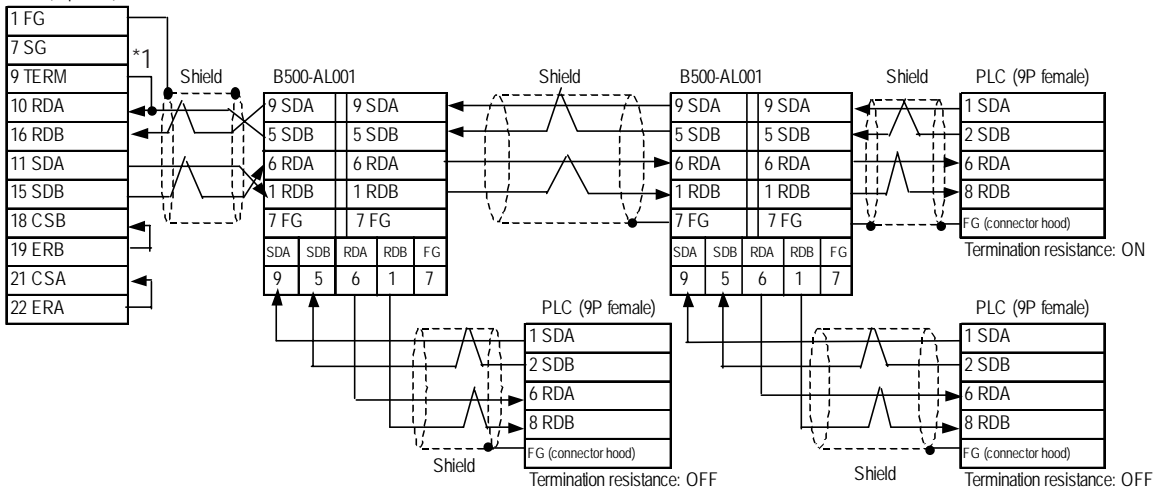 1 FG
7 SG
9 TERM
10 RDA
16 RDB
11 SDA
15 SDB
18 CSB
19 ERB
21 CSA
22 ERA
*1
Shield
B500-AL001
9 SDA 9 SDA
5 SDB 5 SDB
6 RDA 6 RDA
1 RDB 1 RDB
7 FG 7 FG
SDA SDB RDA RDB FG
9 5 6 1 7
Shield
B500-AL001
9 SDA 9 SDA
5 SDB 5 SDB
6 RDA 6 RDA
1 RDB 1 RDB
7 FG 7 FG
SDA SDB RDA RDB FG
9 5 6 1 7
Shield
PLC (9P female)
1 SDA
2 SDB
6 RDA
8 RDB
FG (connector hood)
Termination resistance: ON
PLC (9P female)
1 SDA
2 SDB
6 RDA
8 RDB
FG (connector hood)
Shield
Termination resistance: OFF
PLC (9P female)
1 SDA
2 SDB
6 RDA
8 RDB
FG (connector hood)
Shield
Termination resistance: OFF